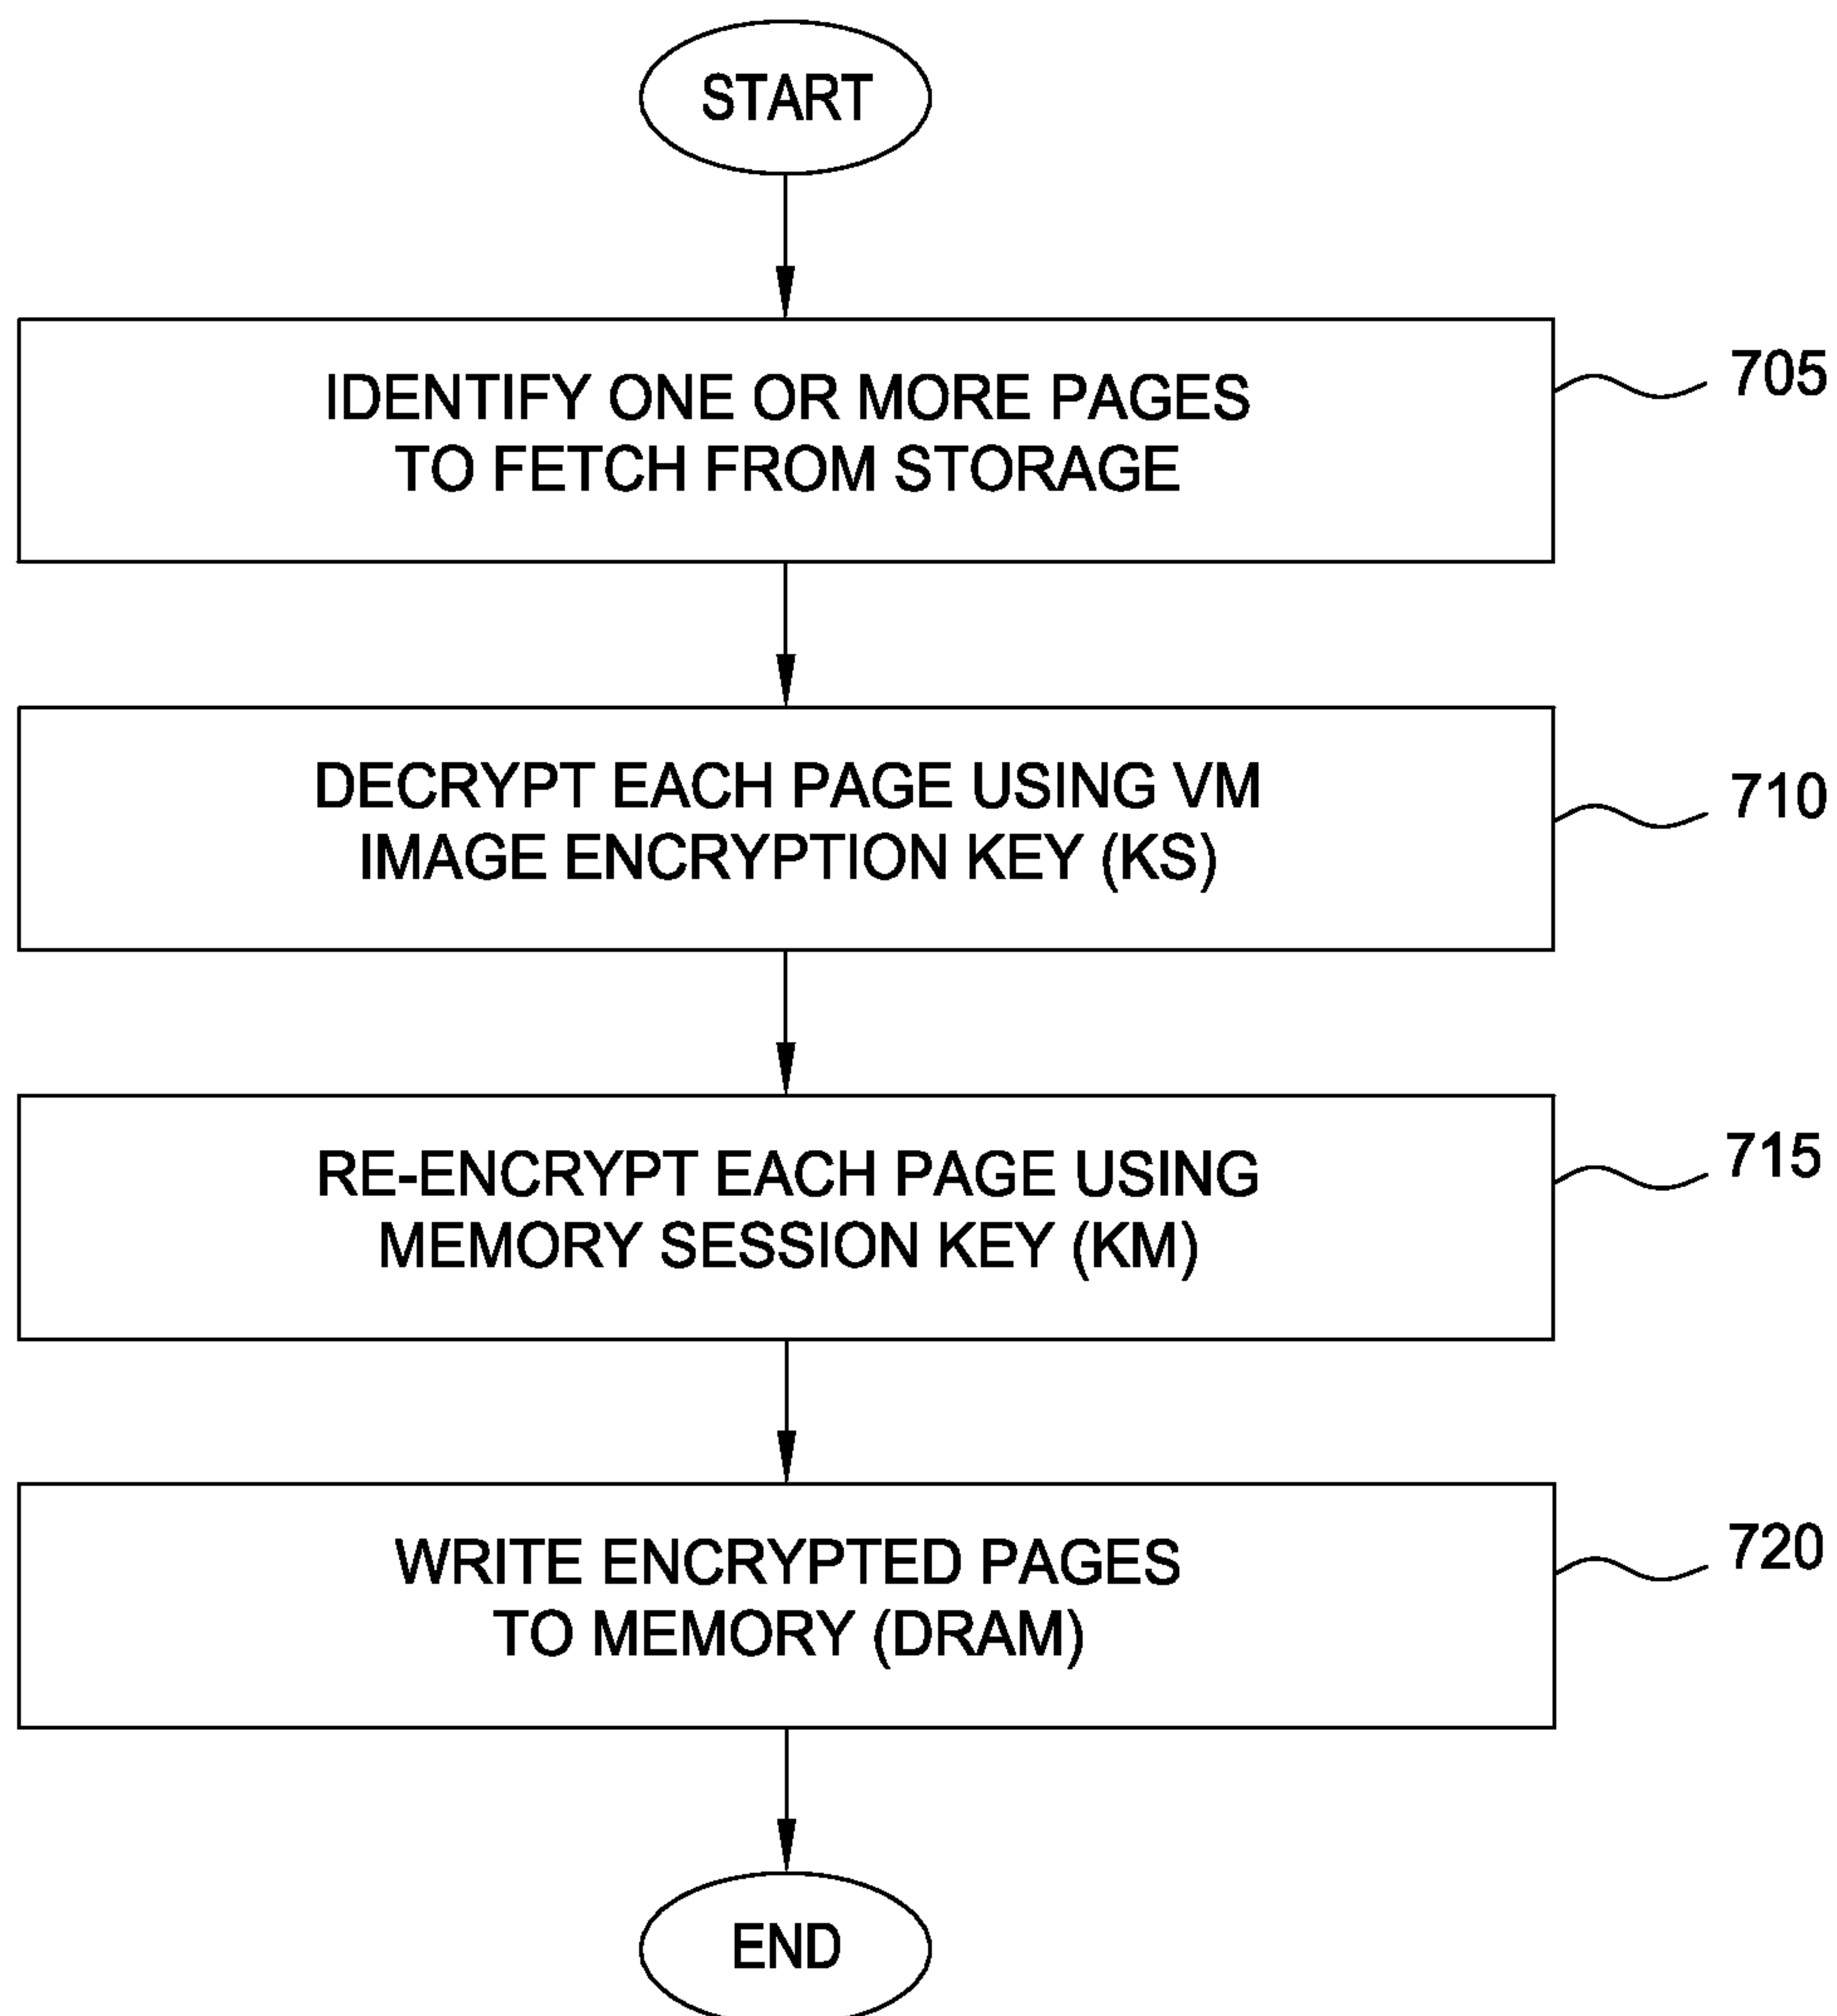 START
IDENTIFY ONE OR MORE PAGES
TO FETCH FROM STORAGE
705
DECRYPT EACH PAGE USING VM
IMAGE ENCRYPTION KEY (KS)
710
RE-ENCRYPT EACH PAGE USING
MEMORY SESSION KEY (KM)
715
WRITE ENCRYPTED PAGES
TO MEMORY (DRAM)
720
END